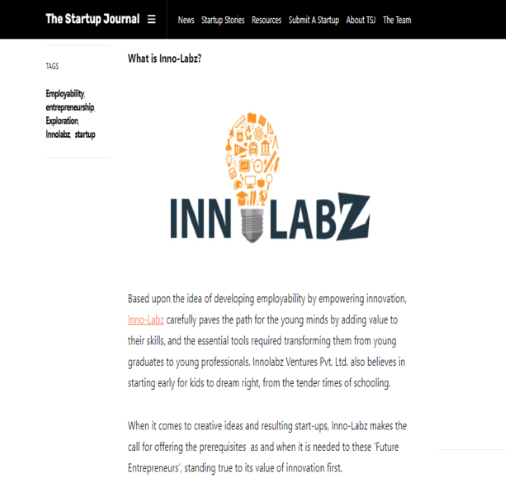 The Startup Journal
News Startup Stories Resources Submit A Startup About TSJ The Team
TAGS
Employability,
entrepreneurship,
Exploration,
Innolabz, startup
What is Inno-Labz?
INN LABZ
Based upon the idea of developing employability by empowering innovation,
Inno-Labz carefully paves the path for the young minds by adding value to
their skills, and the essential tools required transforming them from young
graduates to young professionals. Innolabz Ventures Pvt. Ltd. also believes in
starting early for kids to dream right, from the tender times of schooling.
When it comes to creative ideas and resulting start-ups, Inno-Labz makes the
call for offering the prerequisites as and when it is needed to these ‘Future
Entrepreneurs’, standing true to its value of innovation first.